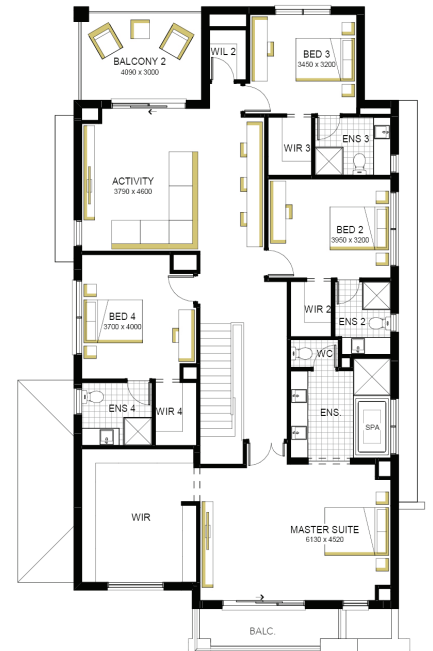 WIL 2
BED 3
3450 x 3200
BALCONY 2
4090 x 3000
ENS 3
WIR 3
ACTIVITY
3790 x 4600
BED 2
3950 x 3200
WIR 2
ENS 2
BED 4
3700 x 4000
WC
ENS 4
WIR 4
ENS.
SPA
WIR
MASTER SUITE
6130 x 4520
BALC.